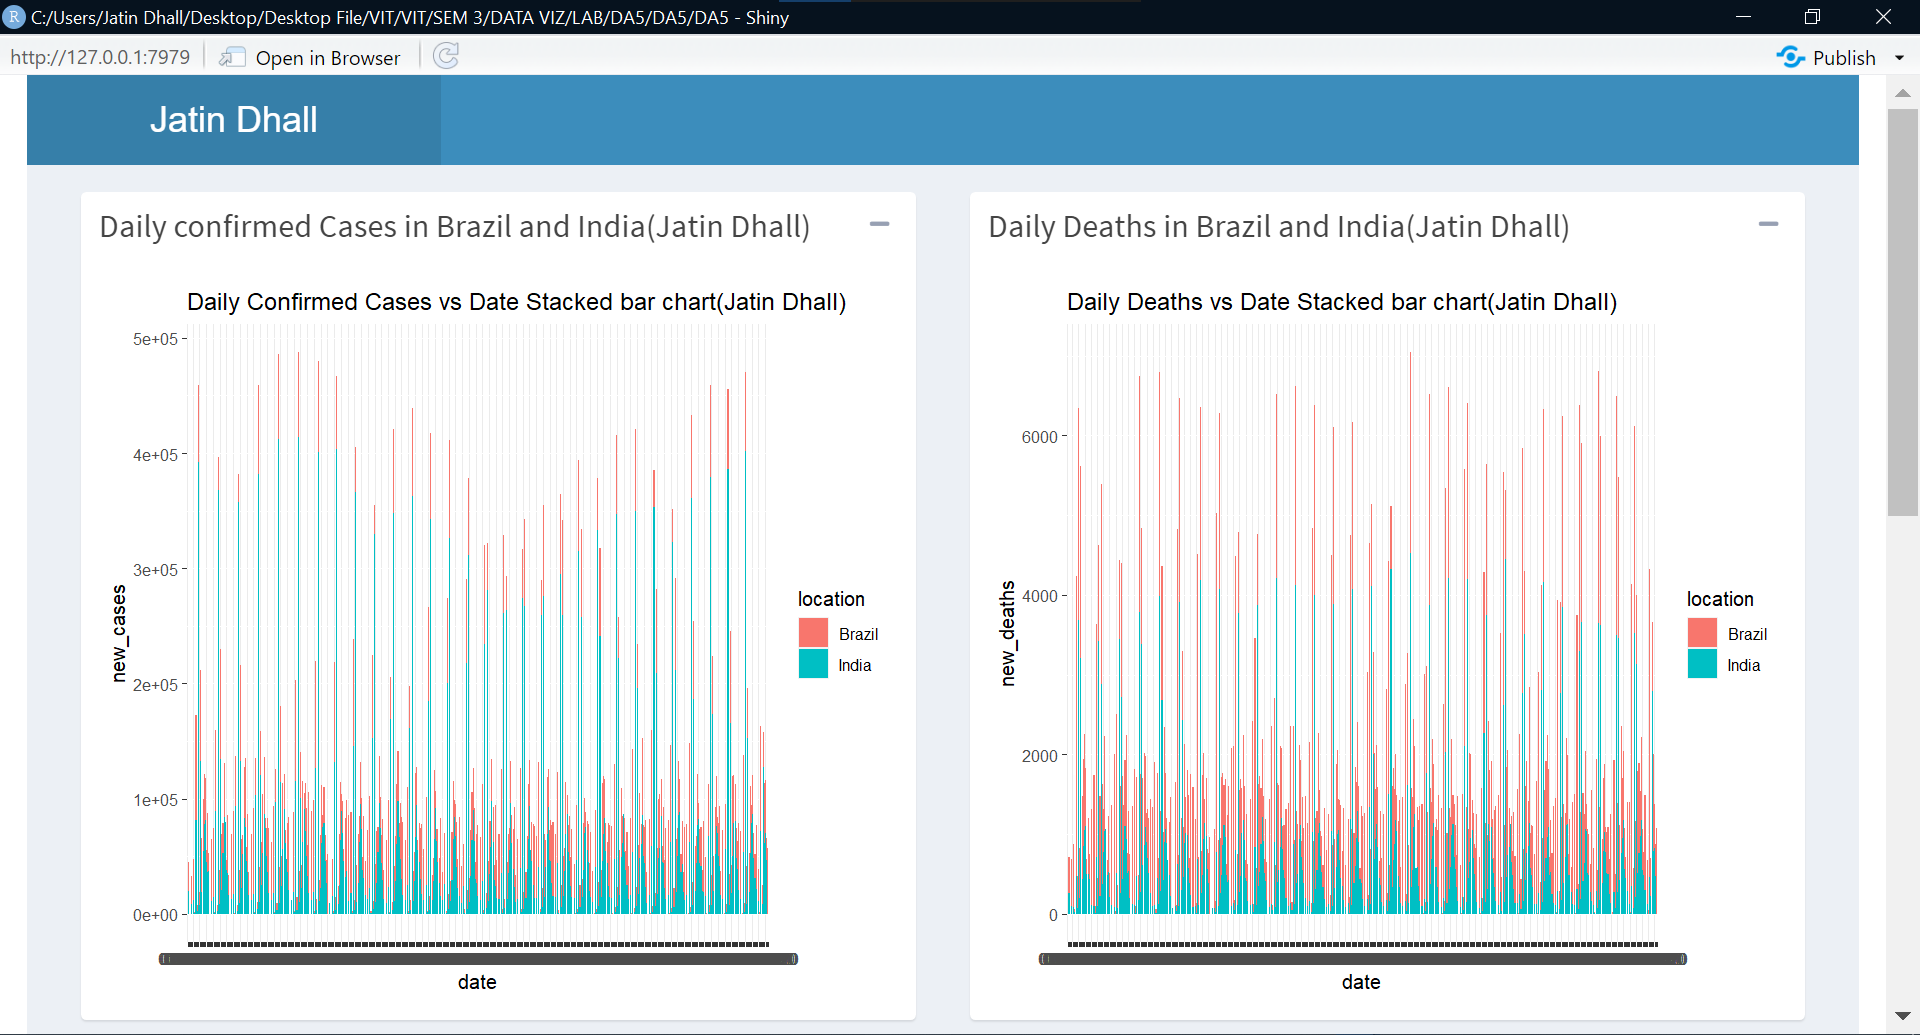 R C:/Users/Jatin Dhall/Desktop/Desktop File/VIT/VIT/SEM 3/DATA VIZ/LAB/DA5/DA5/DA5 - Shiny
http://127.0.0.1:7979 Open in Browser Publish
Jatin Dhall
Daily confirmed Cases in Brazil and India(Jatin Dhall)
Daily Confirmed Cases vs Date Stacked bar chart(Jatin Dhall)
5e+05
4e+05
3e+05
2e+05
1e+05
0e+00
new_cases
date
location
Brazil
India
Daily Deaths in Brazil and India(Jatin Dhall)
Daily Deaths vs Date Stacked bar chart(Jatin Dhall)
6000
4000
2000
0
new_deaths
date
location
Brazil
India